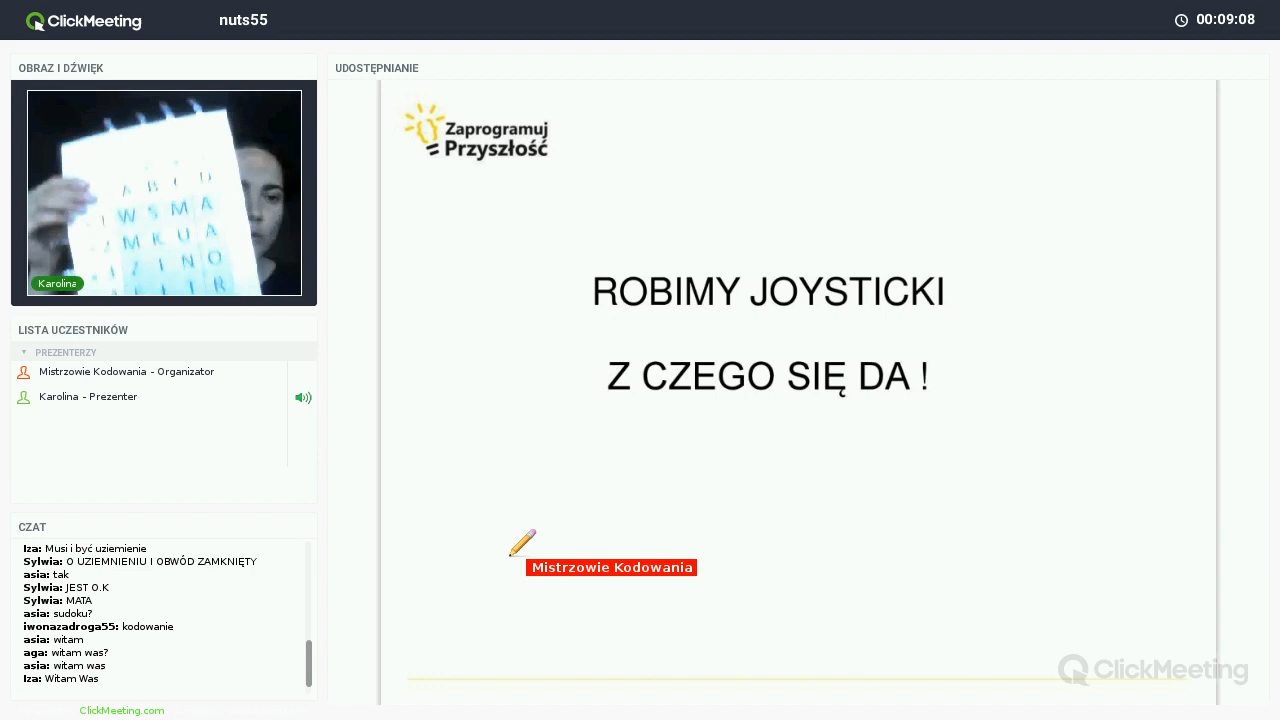 ClickMeeting
nuts55
00:09:08
OBRAZ I DŹWIĘK
A B C D
W S M A
M K U A
Z I N O
Karolina
LISTA UCZESTNIKÓW
PREZENTERZY
Mistrzowie Kodowania - Organizator
Karolina - Prezenter
CZAT
Iza: Musi i być uziemienie
Sylwia: O UZIEMNIENIU I OBWÓD ZAMKNIĘTY
asia: tak
Sylwia: JEST O.K
Sylwia: MATA
asia: sudoku?
iwonazadroga55: kodowanie
asia: witam
aga: witam was?
asia: witam was
Iza: Witam Was
ClickMeeting.com
UDOSTĘPNIANIE
Zaprogramuj
Przyszłość
ROBIMY JOYSTICKI
Z CZEGO SIĘ DA !
Mistrzowie Kodowania
ClickMeeting